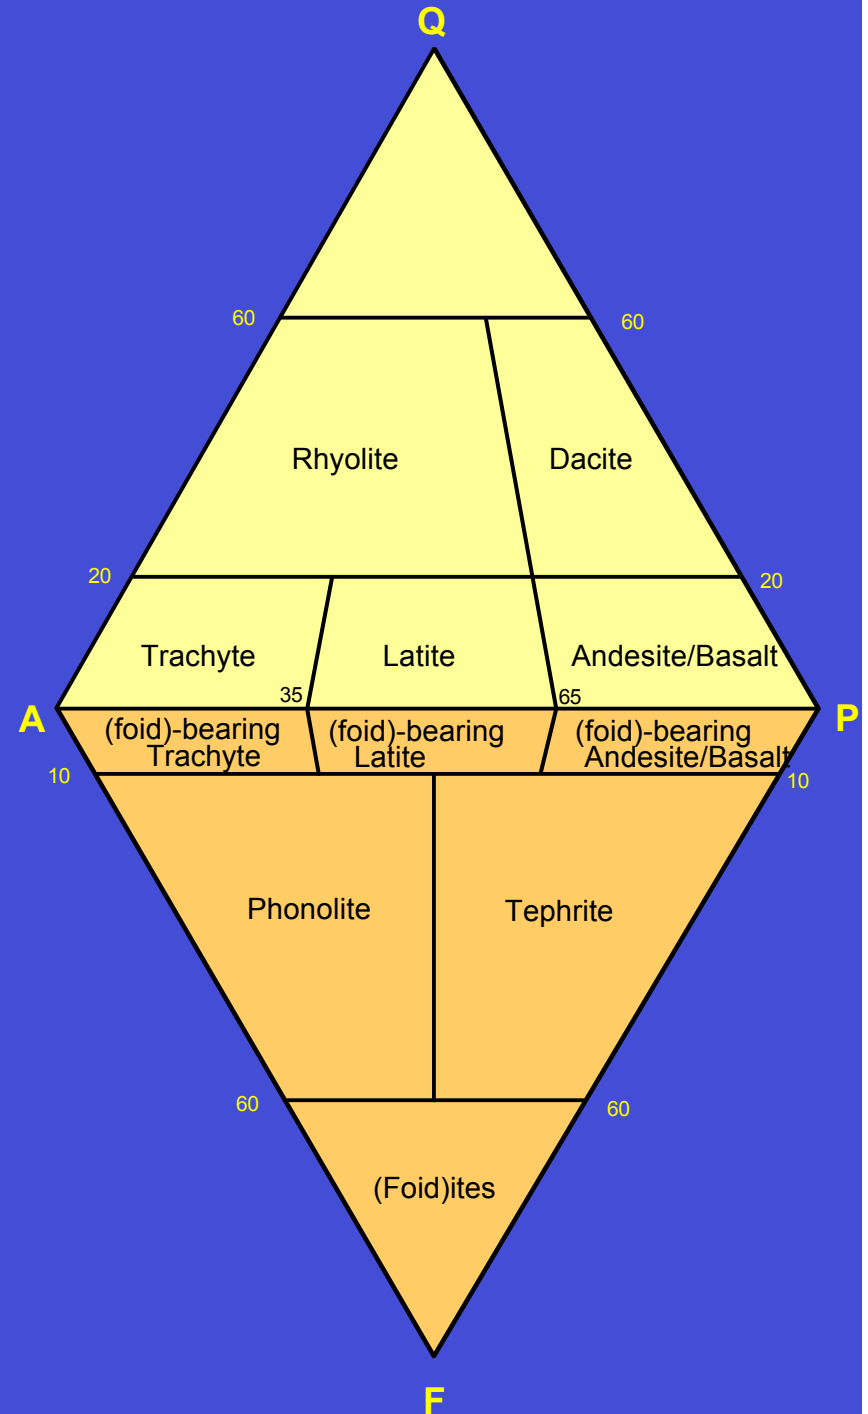 Q
60
60
Rhyolite
Dacite
20
20
Trachyte
Latite
Andesite/Basalt
35
65
A
P
(foid)-bearing
Trachyte
(foid)-bearing
Latite
(foid)-bearing
Andesite/Basalt
10
10
Phonolite
Tephrite
60
60
(Foid)ites
F